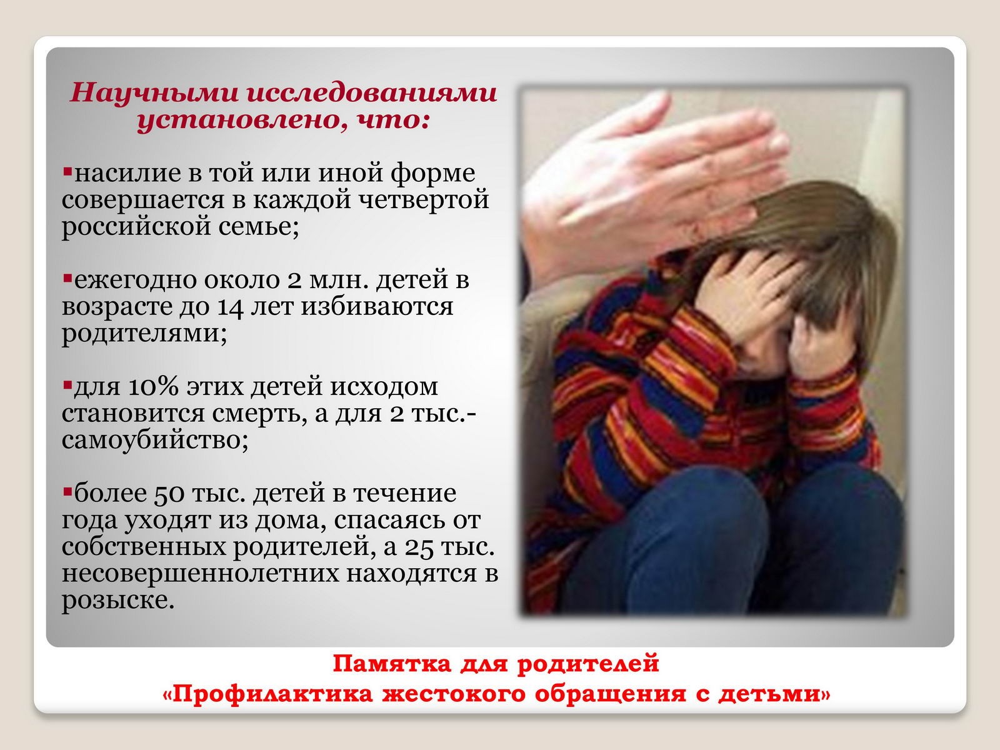 Научными исследованиями
установлено, что:
▪насилие в той или иной форме
совершается в каждой четвертой
российской семье;
▪ежегодно около 2 млн. детей в
возрасте до 14 лет избиваются
родителями;
▪для 10% этих детей исходом
становится смерть, а для 2 тыс.-
самоубийство;
▪более 50 тыс. детей в течение
года уходят из дома, спасаясь от
собственных родителей, а 25 тыс.
несовершеннолетних находятся в
розыске.
Памятка для родителей
«Профилактика жестокого обращения с детьми»